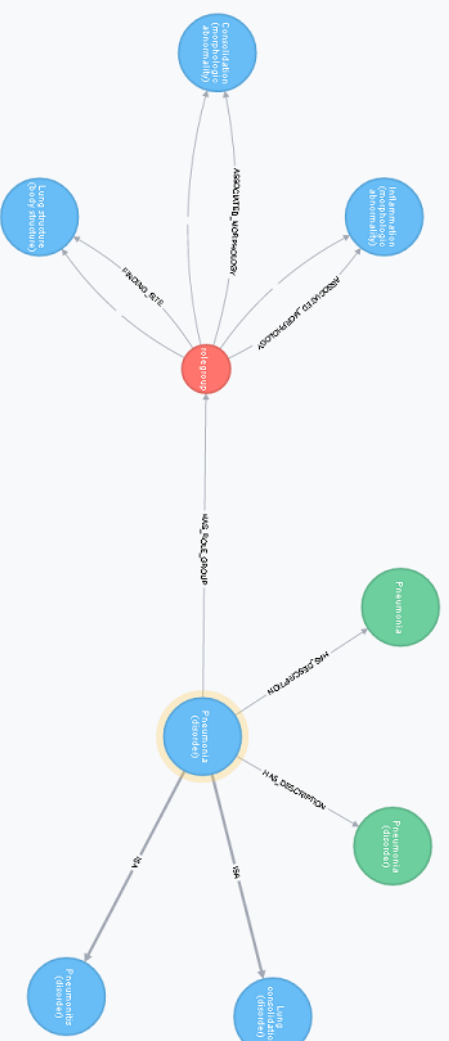 Consolidation
(morphologic
abnormality)
Lung structure
(body structure)
Inflammation
(morphologic
abnormality)
ASSOCIATED_MORPHOLOGY
FINDING_SITE
ASSOCIATED_MORPHOLOGY
rolegroup
HAS_ROLE_GROUP
Pneumonia
HAS_DESCRIPTION
Pneumonia
(disorder)
HAS_DESCRIPTION
Pneumonia
(disorder)
ISA
ISA
Pneumonitis
(disorder)
Lung
consolidatio
(disorder)